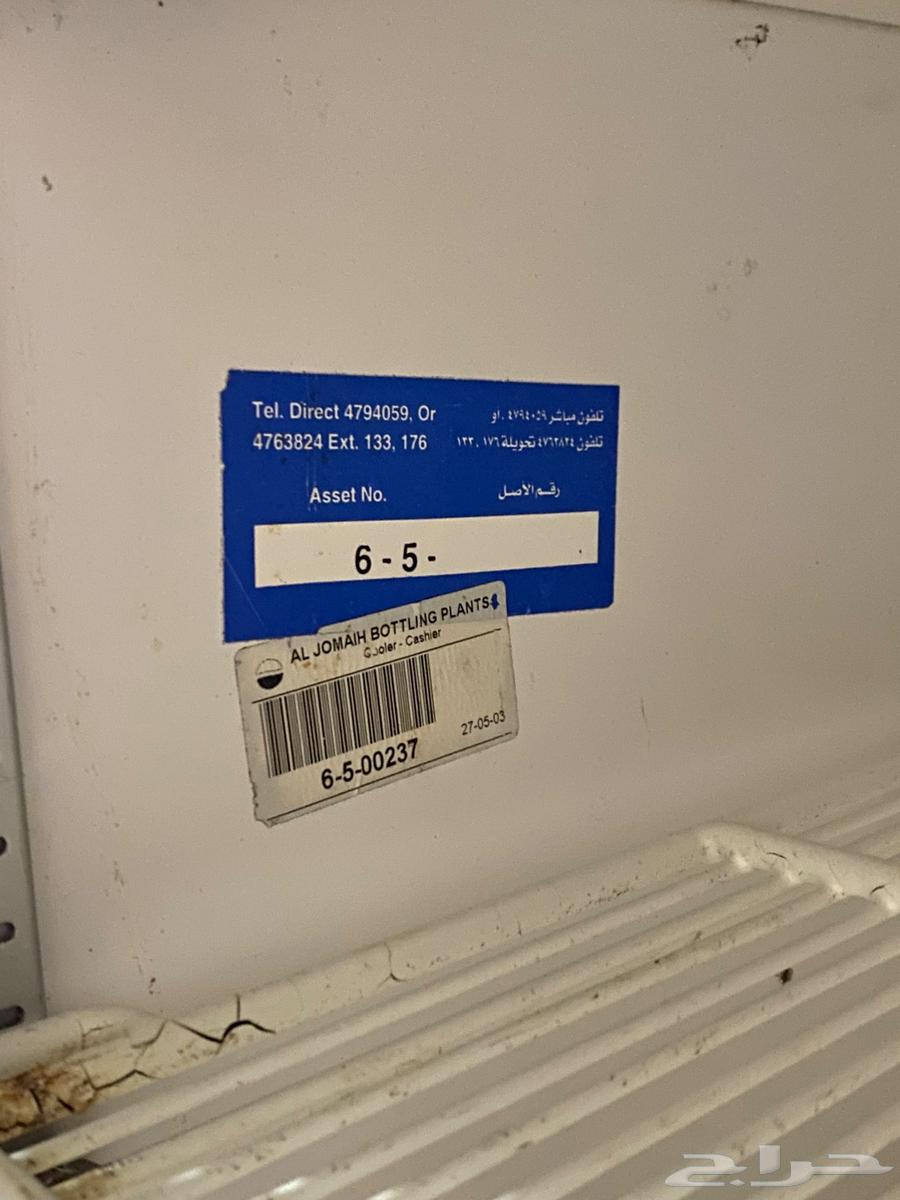 Tel. Direct 4794059, Or
4763824 Ext. 133, 176
تلفون مباشر ٤٧٩٤٠٥٩ . او
تلفون ٤٧٦٣٨٢٤ تحويلة ١٧٦ . ١٣٣
Asset No.
رقم الاصل
6 - 5 -
AL JOMAIH BOTTLING PLANTS
Cooler - Cashier
27-05-03
6-5-00237
حراج